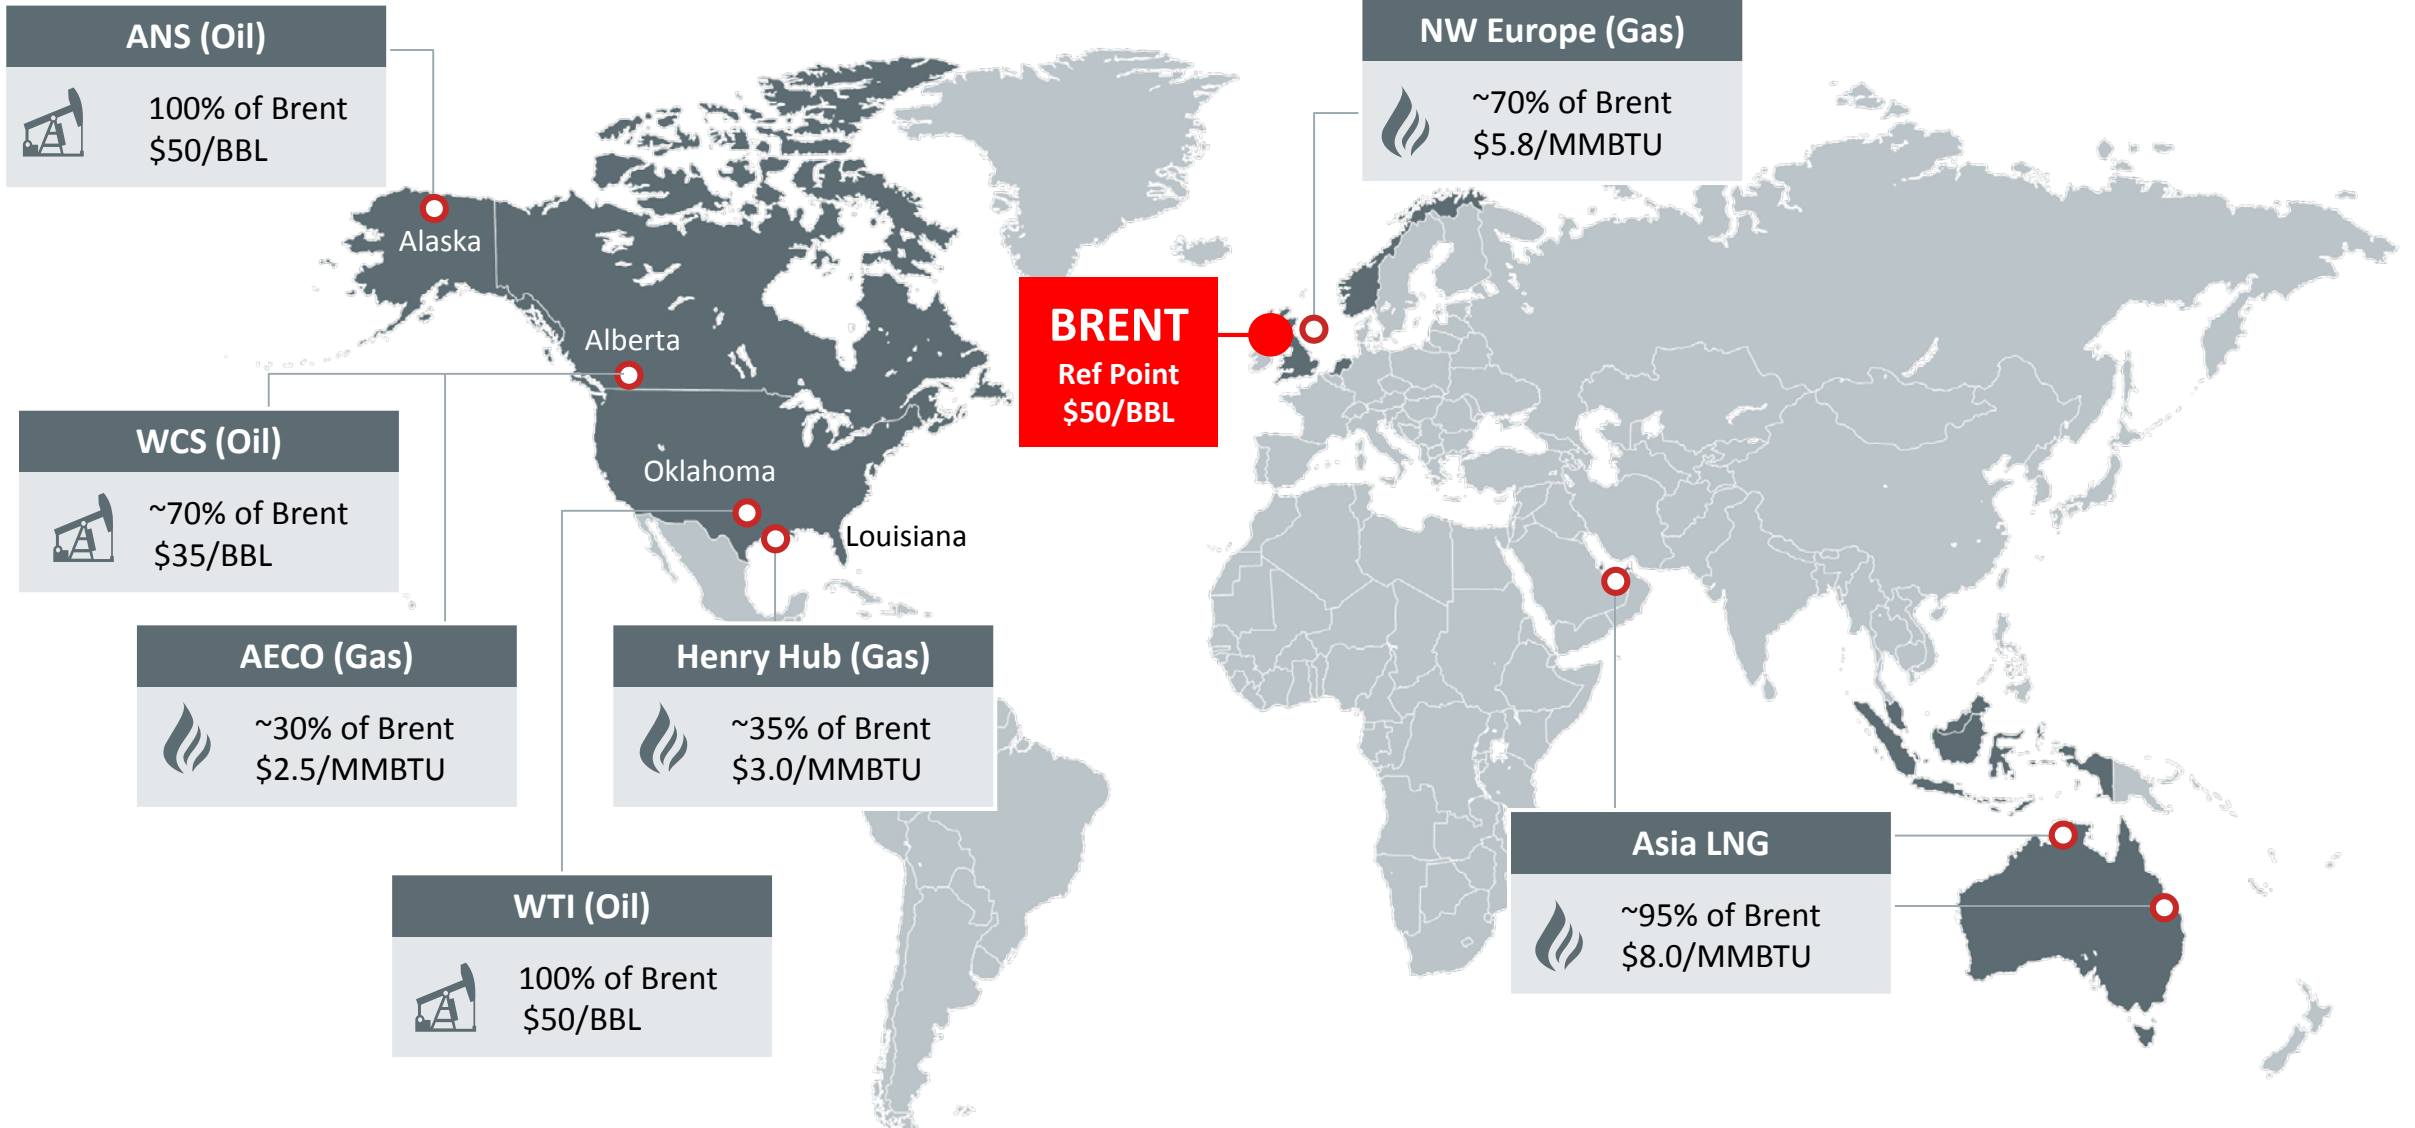 ANS (Oil)
100% of Brent
$50/BBL
NW Europe (Gas)
~70% of Brent
$5.8/MMBTU
Alaska
BRENT
Ref Point
$50/BBL
Alberta
WCS (Oil)
~70% of Brent
$35/BBL
Oklahoma
Louisiana
AECO (Gas)
~30% of Brent
$2.5/MMBTU
Henry Hub (Gas)
~35% of Brent
$3.0/MMBTU
Asia LNG
~95% of Brent
$8.0/MMBTU
WTI (Oil)
100% of Brent
$50/BBL